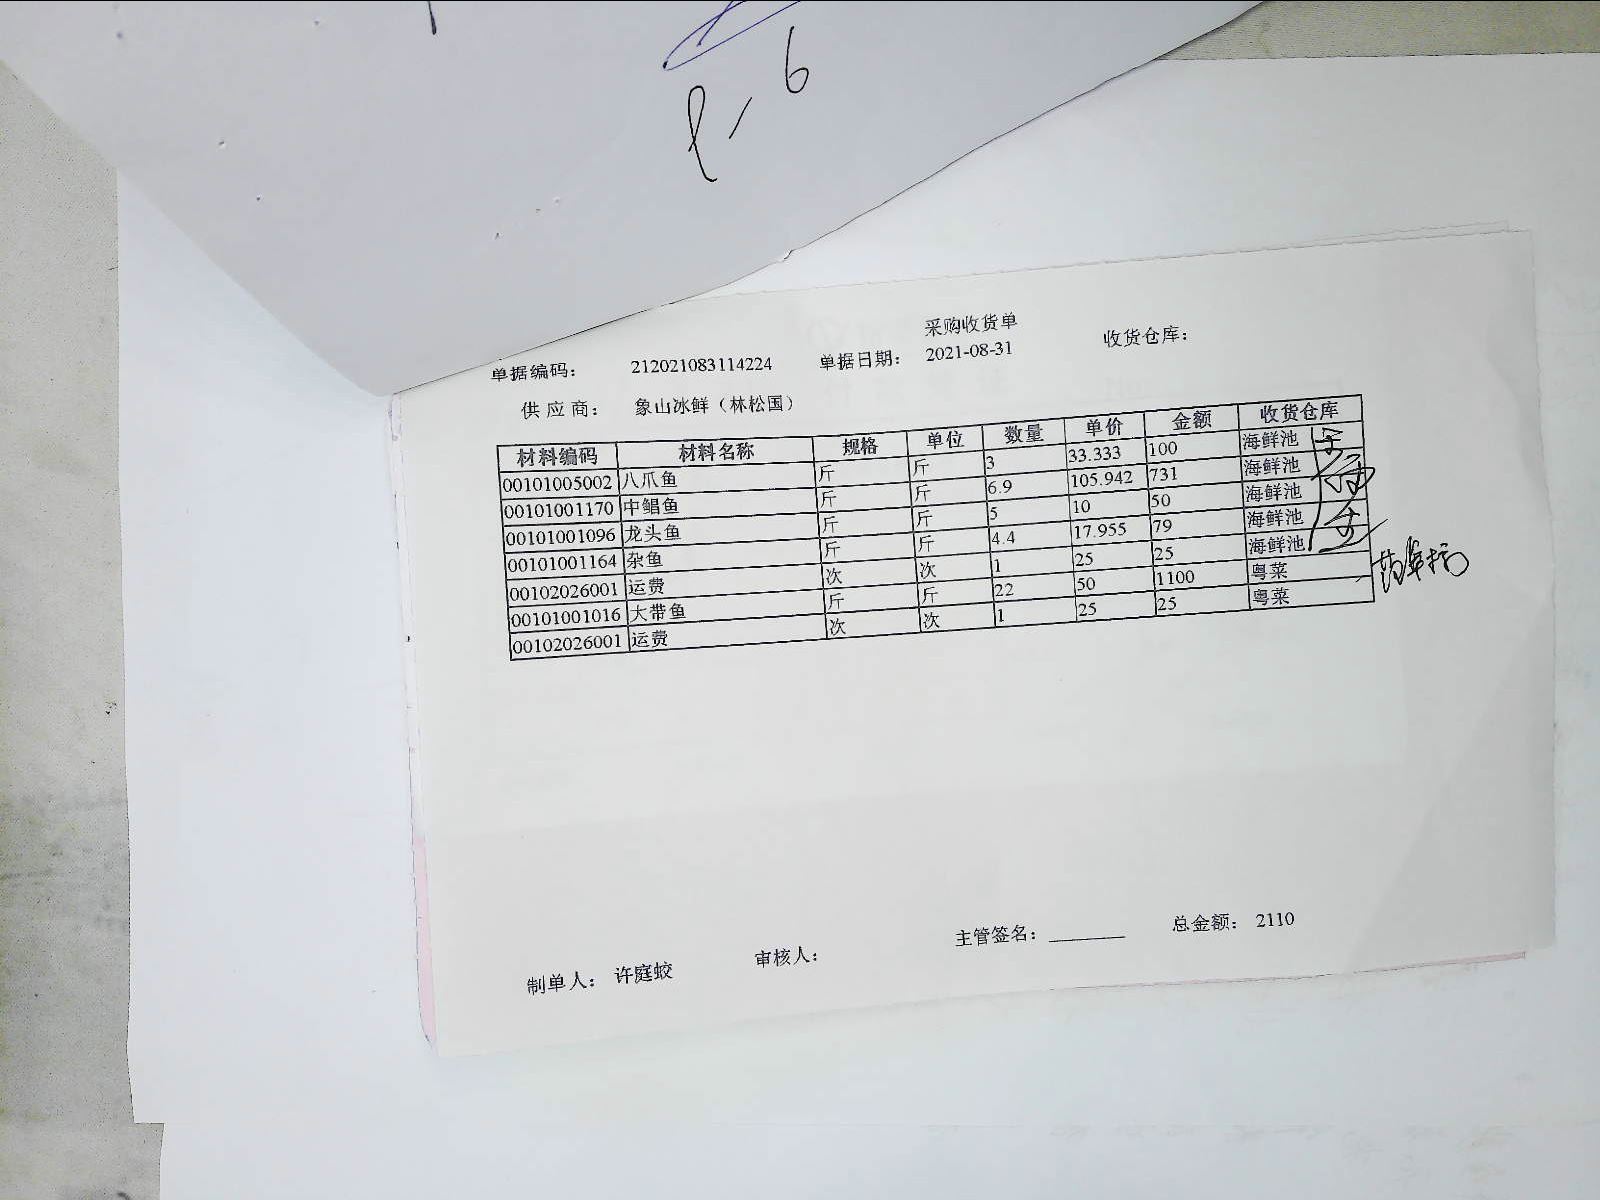 采购收货单
单据编码： 212021083114224 单据日期： 2021-08-31 收货仓库：
供应商： 象山冰鲜（林松国）
材料编码 材料名称 规格 单位 数量 单价 金额 收货仓库
00101005002 八爪鱼 斤 斤 3 33.333 100 海鲜池
00101001170 中鲳鱼 斤 斤 6.9 105.942 731 海鲜池
00101001096 龙头鱼 斤 斤 5 10 50 海鲜池
00101001164 杂鱼 斤 斤 4.4 17.955 79 海鲜池
00102026001 运费 次 次 1 25 25 海鲜池
00101001016 大带鱼 斤 斤 22 50 1100 粤菜
00102026001 运费 次 次 1 25 25 粤菜
制单人： 许庭蛟 审核人： 主管签名： 总金额： 2110